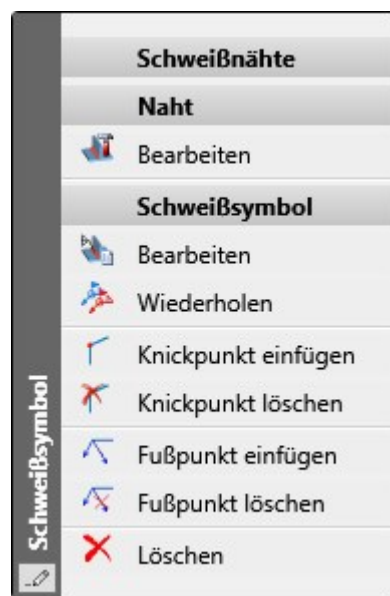 Schweißnähte
Naht
Bearbeiten
Schweißsymbol
Bearbeiten
Wiederholen
Knickpunkt einfügen
Knickpunkt löschen
Fußpunkt einfügen
Fußpunkt löschen
Löschen
Schweißsymbol